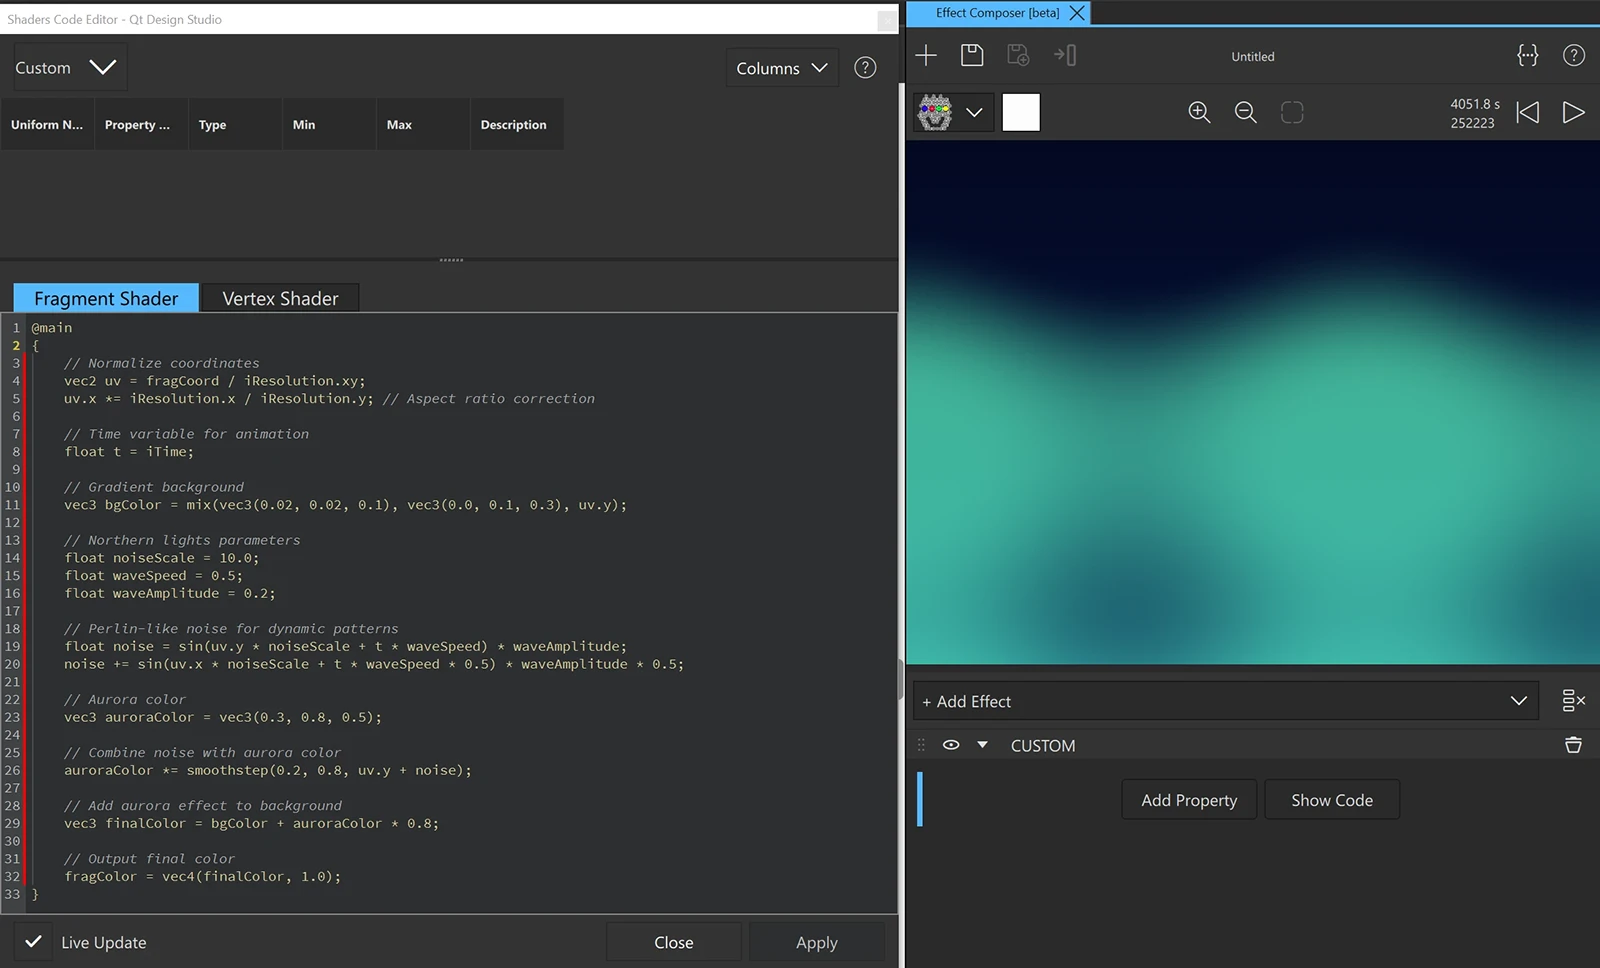 Shaders Code Editor - Qt Design Studio
Custom
Columns
Uniform N... Property ... Type Min Max Description
Fragment Shader Vertex Shader
1 @main
2 {
3 // Normalize coordinates
4 vec2 uv = fragCoord / iResolution.xy;
5 uv.x *= iResolution.x / iResolution.y; // Aspect ratio correction
6
7 // Time variable for animation
8 float t = iTime;
9
10 // Gradient background
11 vec3 bgColor = mix(vec3(0.02, 0.02, 0.1), vec3(0.0, 0.1, 0.3), uv.y);
12
13 // Northern lights parameters
14 float noiseScale = 10.0;
15 float waveSpeed = 0.5;
16 float waveAmplitude = 0.2;
17
18 // Perlin-like noise for dynamic patterns
19 float noise = sin(uv.y * noiseScale + t * waveSpeed) * waveAmplitude;
20 noise += sin(uv.x * noiseScale + t * waveSpeed * 0.5) * waveAmplitude * 0.5;
21
22 // Aurora color
23 vec3 auroraColor = vec3(0.3, 0.8, 0.5);
24
25 // Combine noise with aurora color
26 auroraColor *= smoothstep(0.2, 0.8, uv.y + noise);
27
28 // Add aurora effect to background
29 vec3 finalColor = bgColor + auroraColor * 0.8;
30
31 // Output final color
32 fragColor = vec4(finalColor, 1.0);
33 }
Live Update
Close
Apply
Effect Composer [beta]
Untitled
4051.8 s
252223
+ Add Effect
CUSTOM
Add Property
Show Code